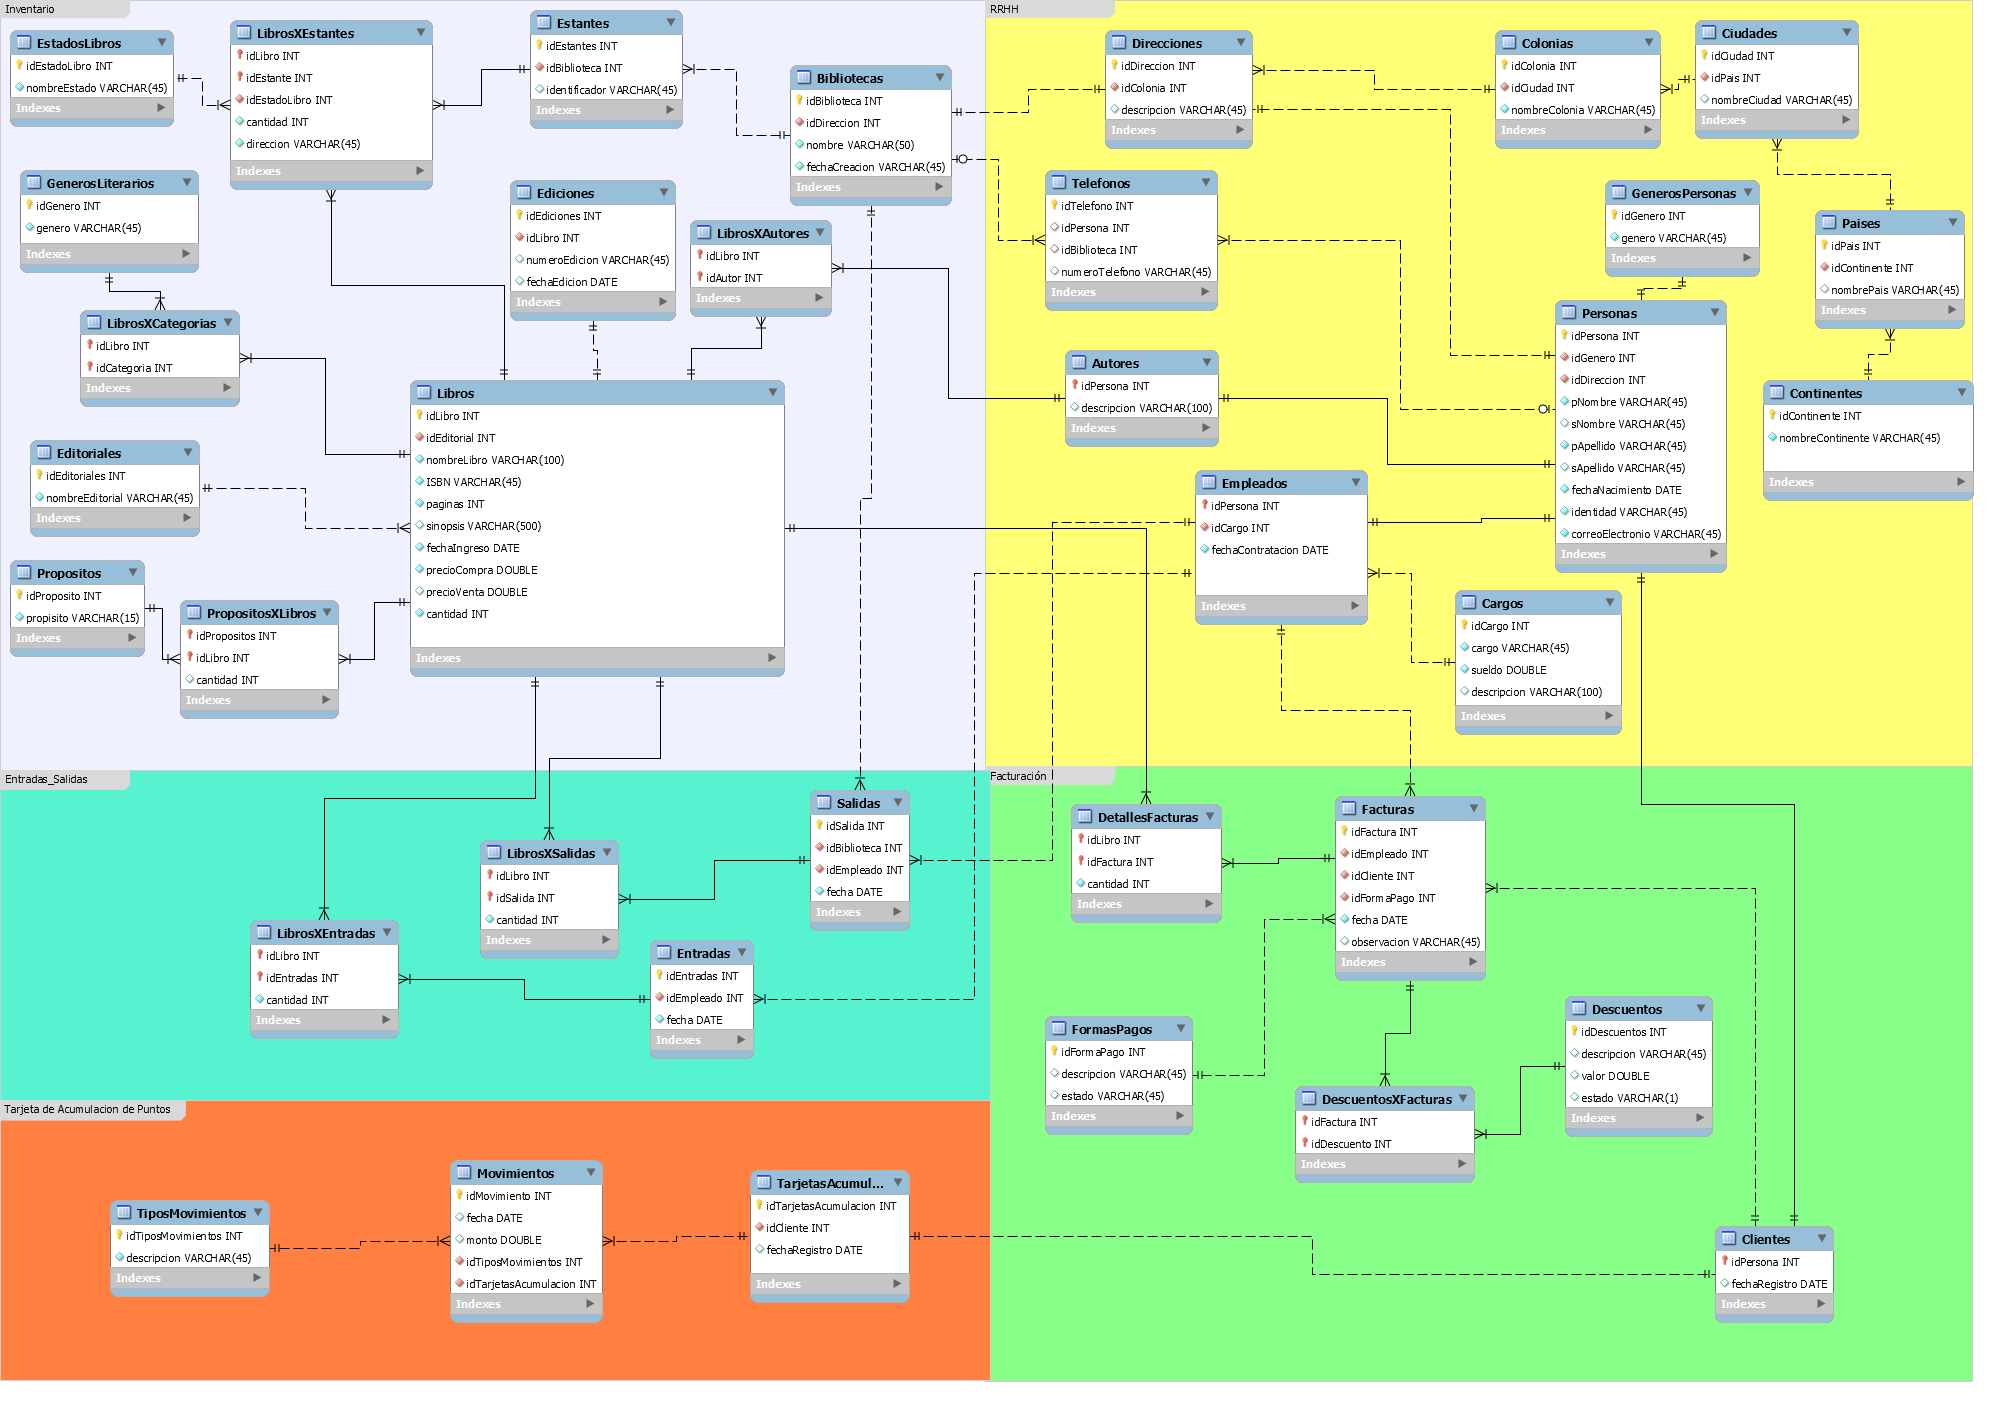 Inventario
EstadosLibros
idEstadoLibro INT
nombreEstado VARCHAR(45)
Indexes
LibrosXEstantes
idLibro INT
idEstante INT
idEstadoLibro INT
cantidad INT
direccion VARCHAR(45)
Indexes
Estantes
idEstantes INT
idBiblioteca INT
identificador VARCHAR(45)
Indexes
Bibliotecas
idBiblioteca INT
idDireccion INT
nombre VARCHAR(50)
fechaCreacion VARCHAR(45)
Indexes
GenerosLiterarios
idGenero INT
genero VARCHAR(45)
Indexes
Ediciones
idEdiciones INT
idLibro INT
numeroEdicion VARCHAR(45)
fechaEdicion DATE
Indexes
LibrosXAutores
idLibro INT
idAutor INT
Indexes
LibrosXCategorias
idLibro INT
idCategoria INT
Indexes
Libros
idLibro INT
idEditorial INT
nombreLibro VARCHAR(100)
ISBN VARCHAR(45)
paginas INT
sinopsis VARCHAR(500)
fechaIngreso DATE
precioCompra DOUBLE
precioVenta DOUBLE
cantidad INT
Indexes
Editoriales
idEditoriales INT
nombreEditorial VARCHAR(45)
Indexes
Propositos
idProposito INT
propisito VARCHAR(15)
Indexes
PropositosXLibros
idPropositos INT
idLibro INT
cantidad INT
Indexes
RRHH
Direcciones
idDireccion INT
idColonia INT
descripcion VARCHAR(45)
Indexes
Colonias
idColonia INT
idCiudad INT
nombreColonia VARCHAR(45)
Indexes
Ciudades
idCiudad INT
idPais INT
nombreCiudad VARCHAR(45)
Indexes
Telefonos
idTelefono INT
idPersona INT
idBiblioteca INT
numeroTelefono VARCHAR(45)
Indexes
GenerosPersonas
idGenero INT
genero VARCHAR(45)
Indexes
Paises
idPais INT
idContinente INT
nombrePais VARCHAR(45)
Indexes
Personas
idPersona INT
idGenero INT
idDireccion INT
pNombre VARCHAR(45)
sNombre VARCHAR(45)
pApellido VARCHAR(45)
sApellido VARCHAR(45)
fechaNacimiento DATE
identidad VARCHAR(45)
correoElectronio VARCHAR(45)
Indexes
Autores
idPersona INT
descripcion VARCHAR(100)
Indexes
Continentes
idContinente INT
nombreContinente VARCHAR(45)
Indexes
Empleados
idPersona INT
idCargo INT
fechaContratacion DATE
Indexes
Cargos
idCargo INT
cargo VARCHAR(45)
sueldo DOUBLE
descripcion VARCHAR(100)
Indexes
Entradas_Salidas
Salidas
idSalida INT
idBiblioteca INT
idEmpleado INT
fecha DATE
Indexes
LibrosXSalidas
idLibro INT
idSalida INT
cantidad INT
Indexes
LibrosXEntradas
idLibro INT
idEntradas INT
cantidad INT
Indexes
Entradas
idEntradas INT
idEmpleado INT
fecha DATE
Indexes
Facturación
DetallesFacturas
idLibro INT
idFactura INT
cantidad INT
Indexes
Facturas
idFactura INT
idEmpleado INT
idCliente INT
idFormaPago INT
fecha DATE
observacion VARCHAR(45)
Indexes
FormasPagos
idFormaPago INT
descripcion VARCHAR(45)
estado VARCHAR(45)
Indexes
Descuentos
idDescuentos INT
descripcion VARCHAR(45)
valor DOUBLE
estado VARCHAR(1)
Indexes
DescuentosXFacturas
idFactura INT
idDescuento INT
Indexes
Clientes
idPersona INT
fechaRegistro DATE
Indexes
Tarjeta de Acumulacion de Puntos
TiposMovimientos
idTiposMovimientos INT
descripcion VARCHAR(45)
Indexes
Movimientos
idMovimiento INT
fecha DATE
monto DOUBLE
idTiposMovimientos INT
idTarjetasAcumulacion INT
Indexes
TarjetasAcumul...
idTarjetasAcumulacion INT
idCliente INT
fechaRegistro DATE
Indexes